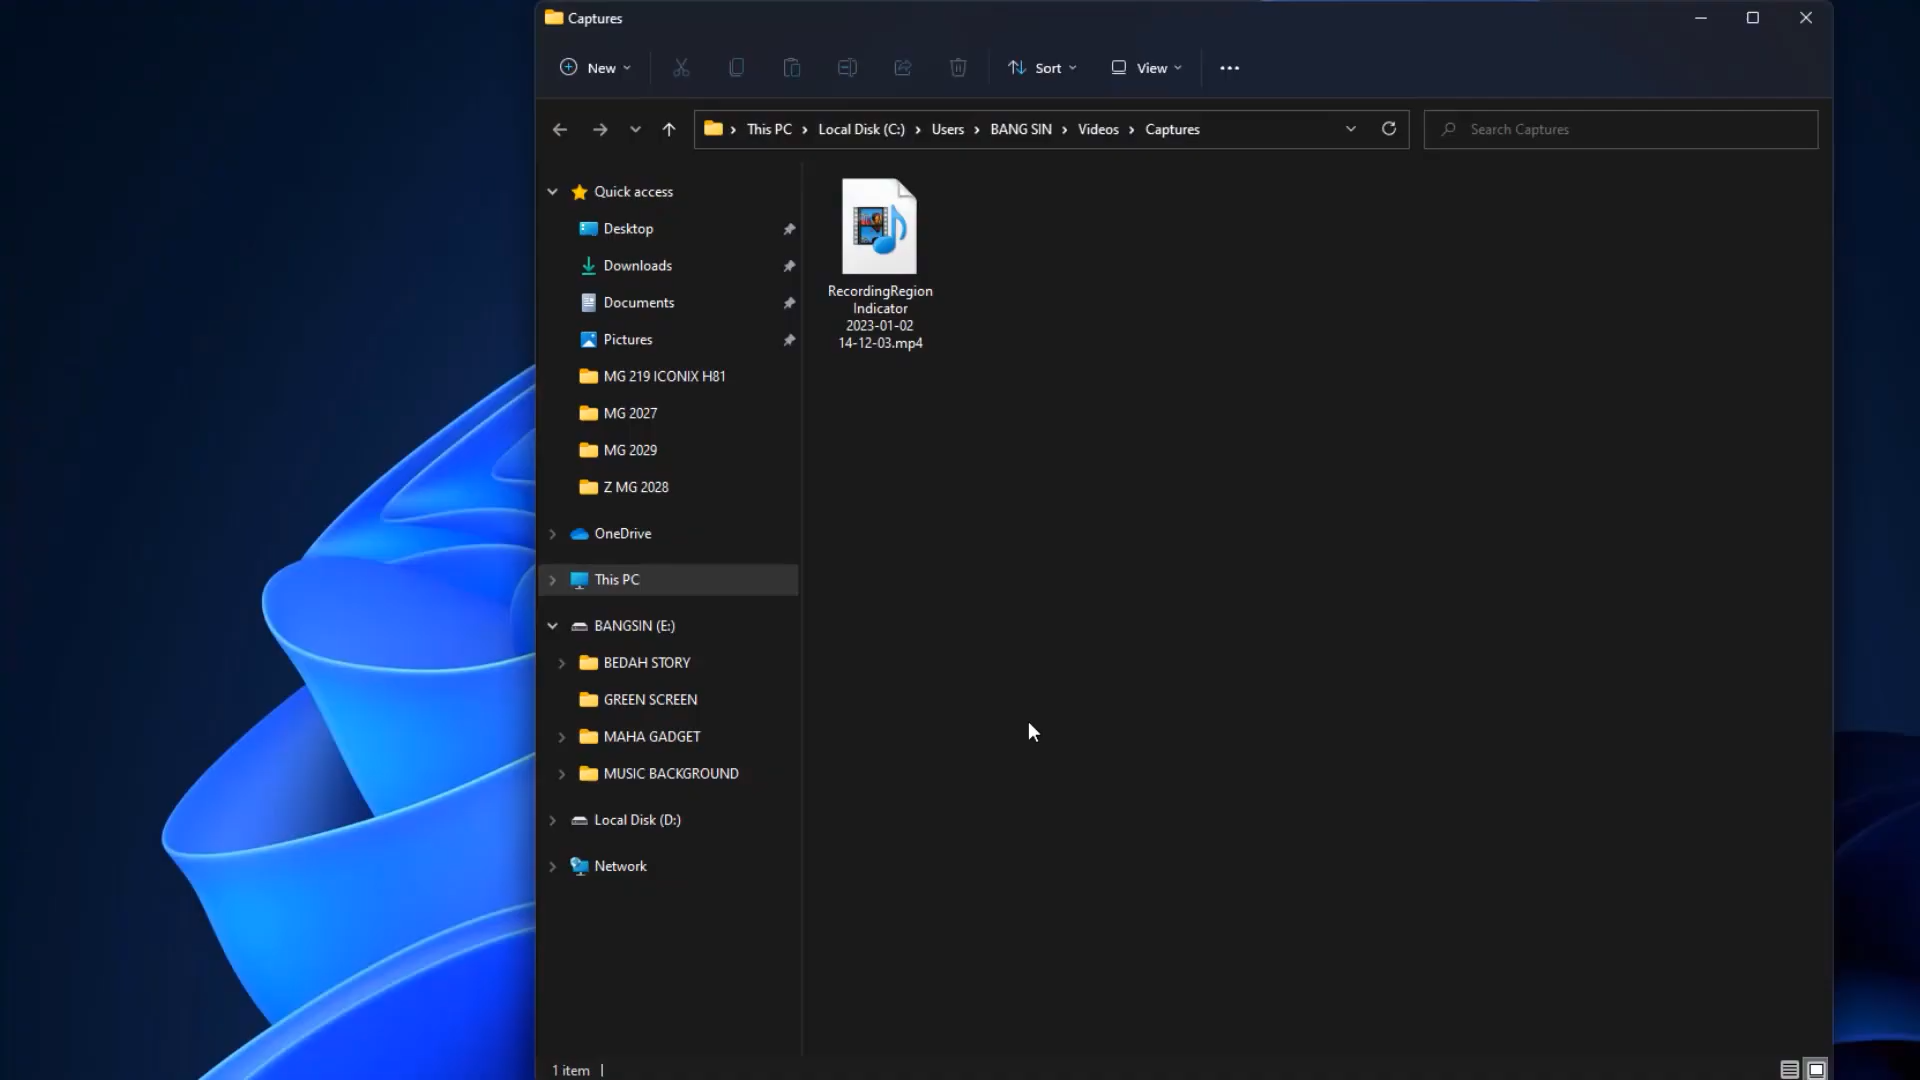 Captures
New
Sort
View
This PC
Local Disk (C:)
Users
BANG SIN
Videos
Captures
Search Captures
Quick access
Desktop
Downloads
Documents
Pictures
MG 219 ICONIX H81
MG 2027
MG 2029
Z MG 2028
OneDrive
This PC
BANGSIN (E:)
BEDAH STORY
GREEN SCREEN
MAHA GADGET
MUSIC BACKGROUND
Local Disk (D:)
Network
RecordingRegion
Indicator
2023-01-02
14-12-03.mp4
1 item